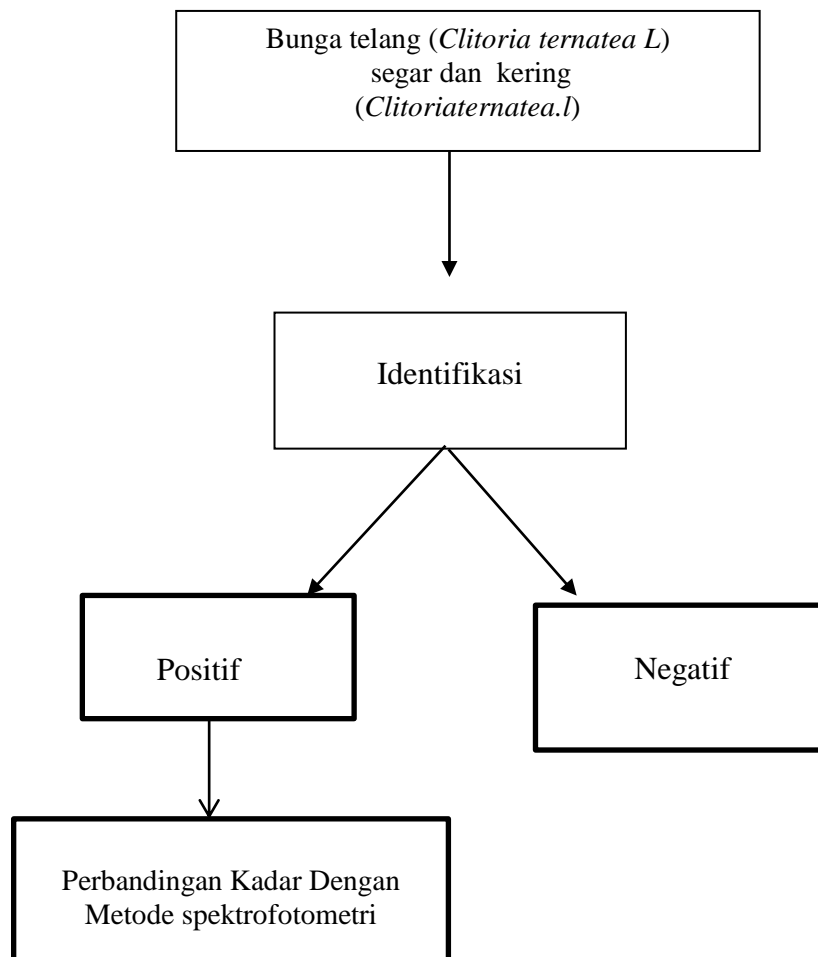 Bunga telang (Clitoria ternatea L)
segar dan kering
(Clitoriaternatea.l)
Identifikasi
Positif
Negatif
Perbandingan Kadar Dengan
Metode spektrofotometri